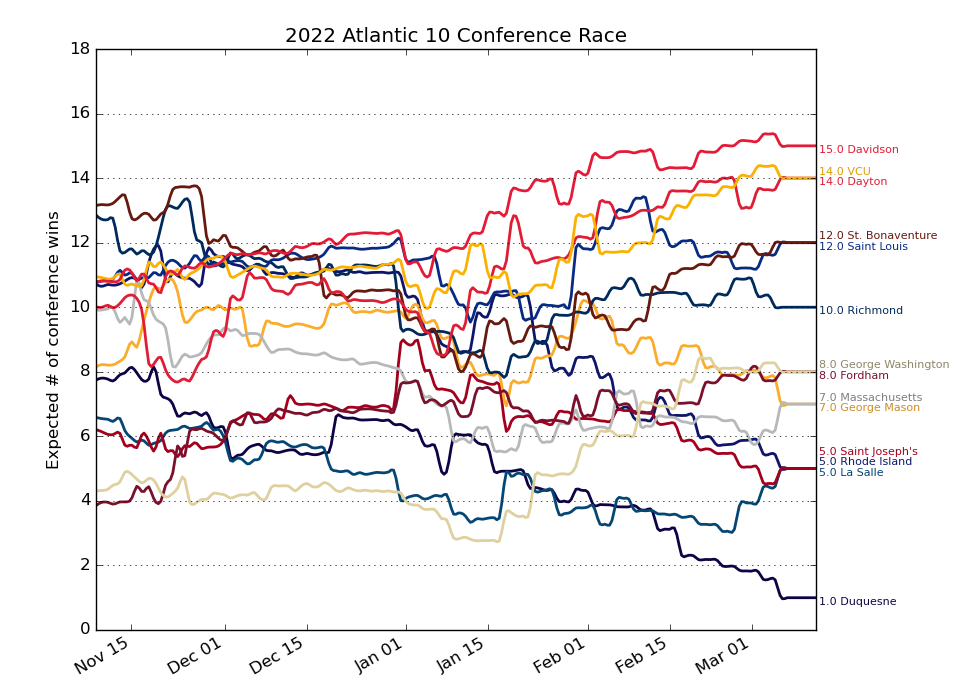 2022 Atlantic 10 Conference Race
Expected # of conference wins
18
16
14
12
10
8
6
4
2
0
Nov 15
Dec 01
Dec 15
Jan 01
Jan 15
Feb 01
Feb 15
Mar 01
15.0 Davidson
14.0 VCU
14.0 Dayton
12.0 St. Bonaventure
12.0 Saint Louis
10.0 Richmond
8.0 George Washington
8.0 Fordham
7.0 Massachusetts
7.0 George Mason
5.0 Saint Joseph's
5.0 Rhode Island
5.0 La Salle
1.0 Duquesne